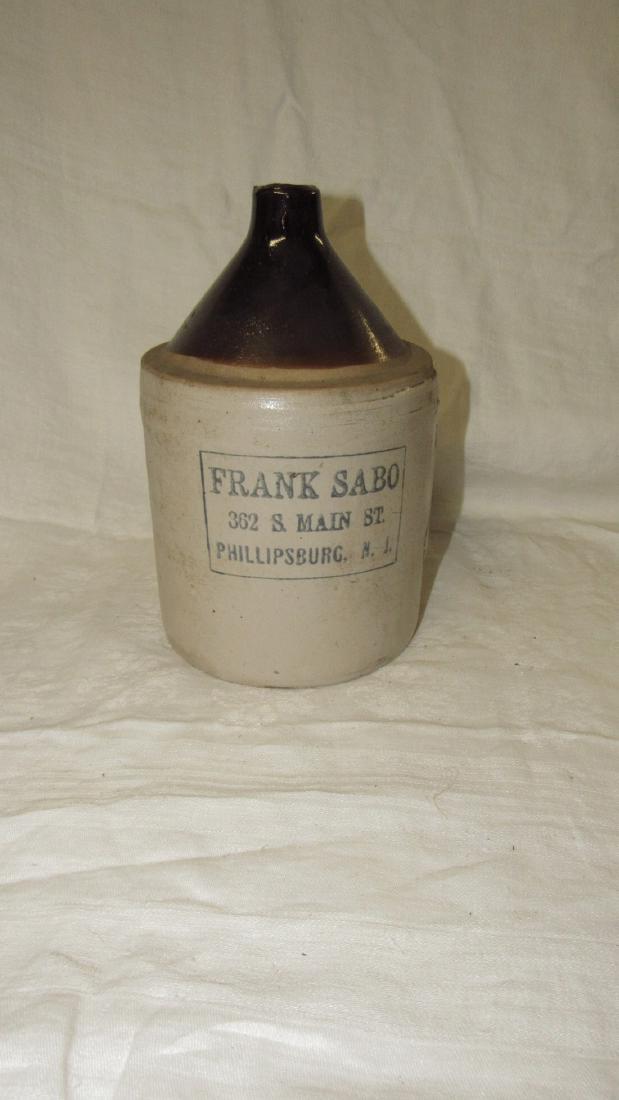 FRANK SABO
362 S. MAIN ST.
PHILLIPSBURG, N. J.